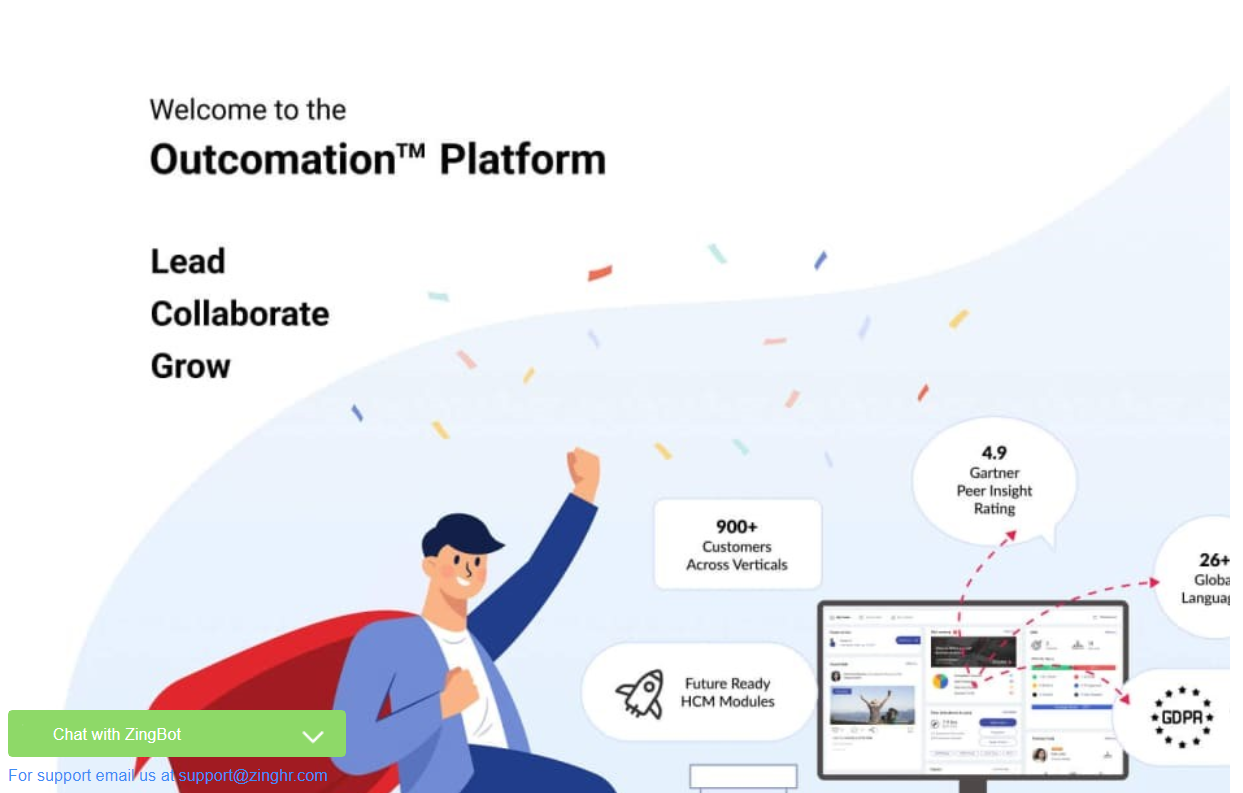 Welcome to the
Outcomation™ Platform
Lead
Collaborate
Grow
4.9
Gartner
Peer Insight
Rating
900+
Customers
Across Verticals
26+
Future Ready
HCM Modules
GDPR
Chat with ZingBot
For support email us at support@zinghr.com